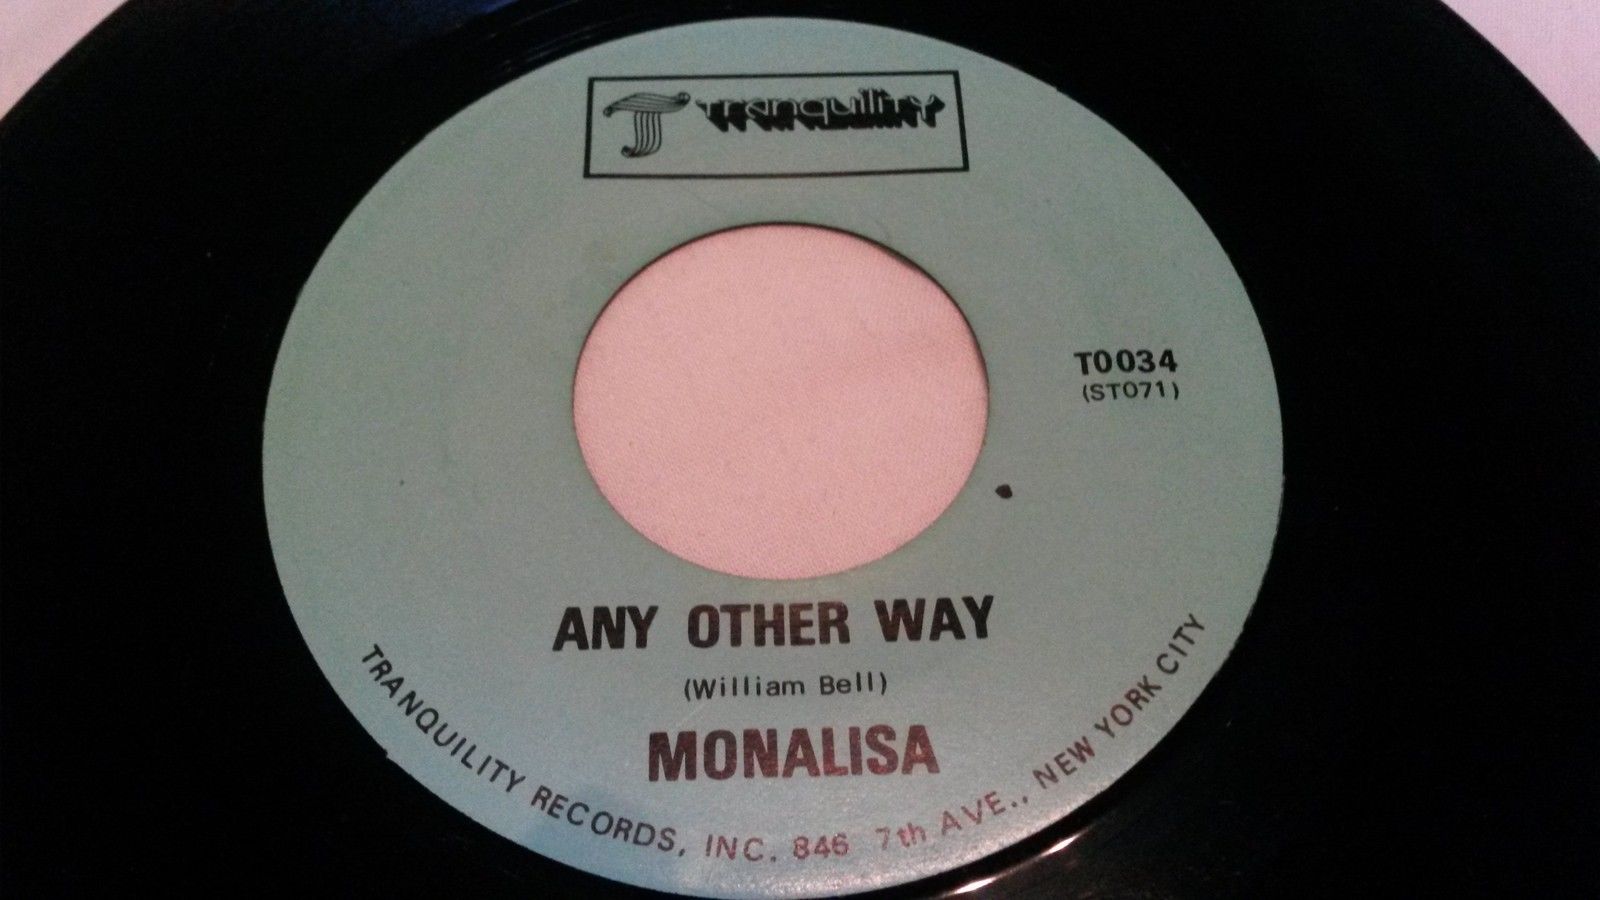 Tranquility
T0034
(ST071)
ANY OTHER WAY
(William Bell)
MONALISA
TRANQUILITY RECORDS, INC. 846 7th AVE., NEW YORK CITY